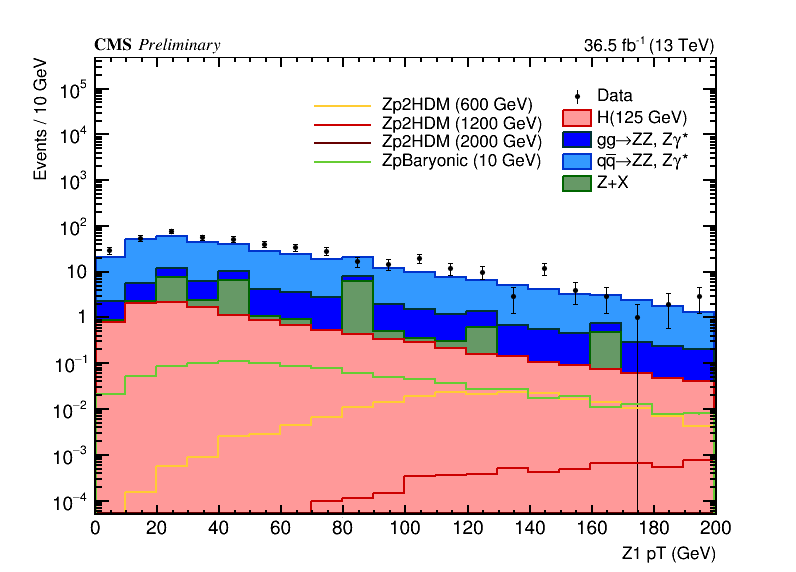 CMS Preliminary 36.5 fb⁻¹ (13 TeV)
Events / 10 GeV
Zp2HDM (600 GeV)
Zp2HDM (1200 GeV)
Zp2HDM (2000 GeV)
ZpBaryonic (10 GeV)
Data
H(125 GeV)
gg→ZZ, Zγ*
qq̅→ZZ, Zγ*
Z+X
10⁵
10⁴
10³
10²
10
1
10⁻¹
10⁻²
10⁻³
10⁻⁴
0 20 40 60 80 100 120 140 160 180 200
Z1 pT (GeV)